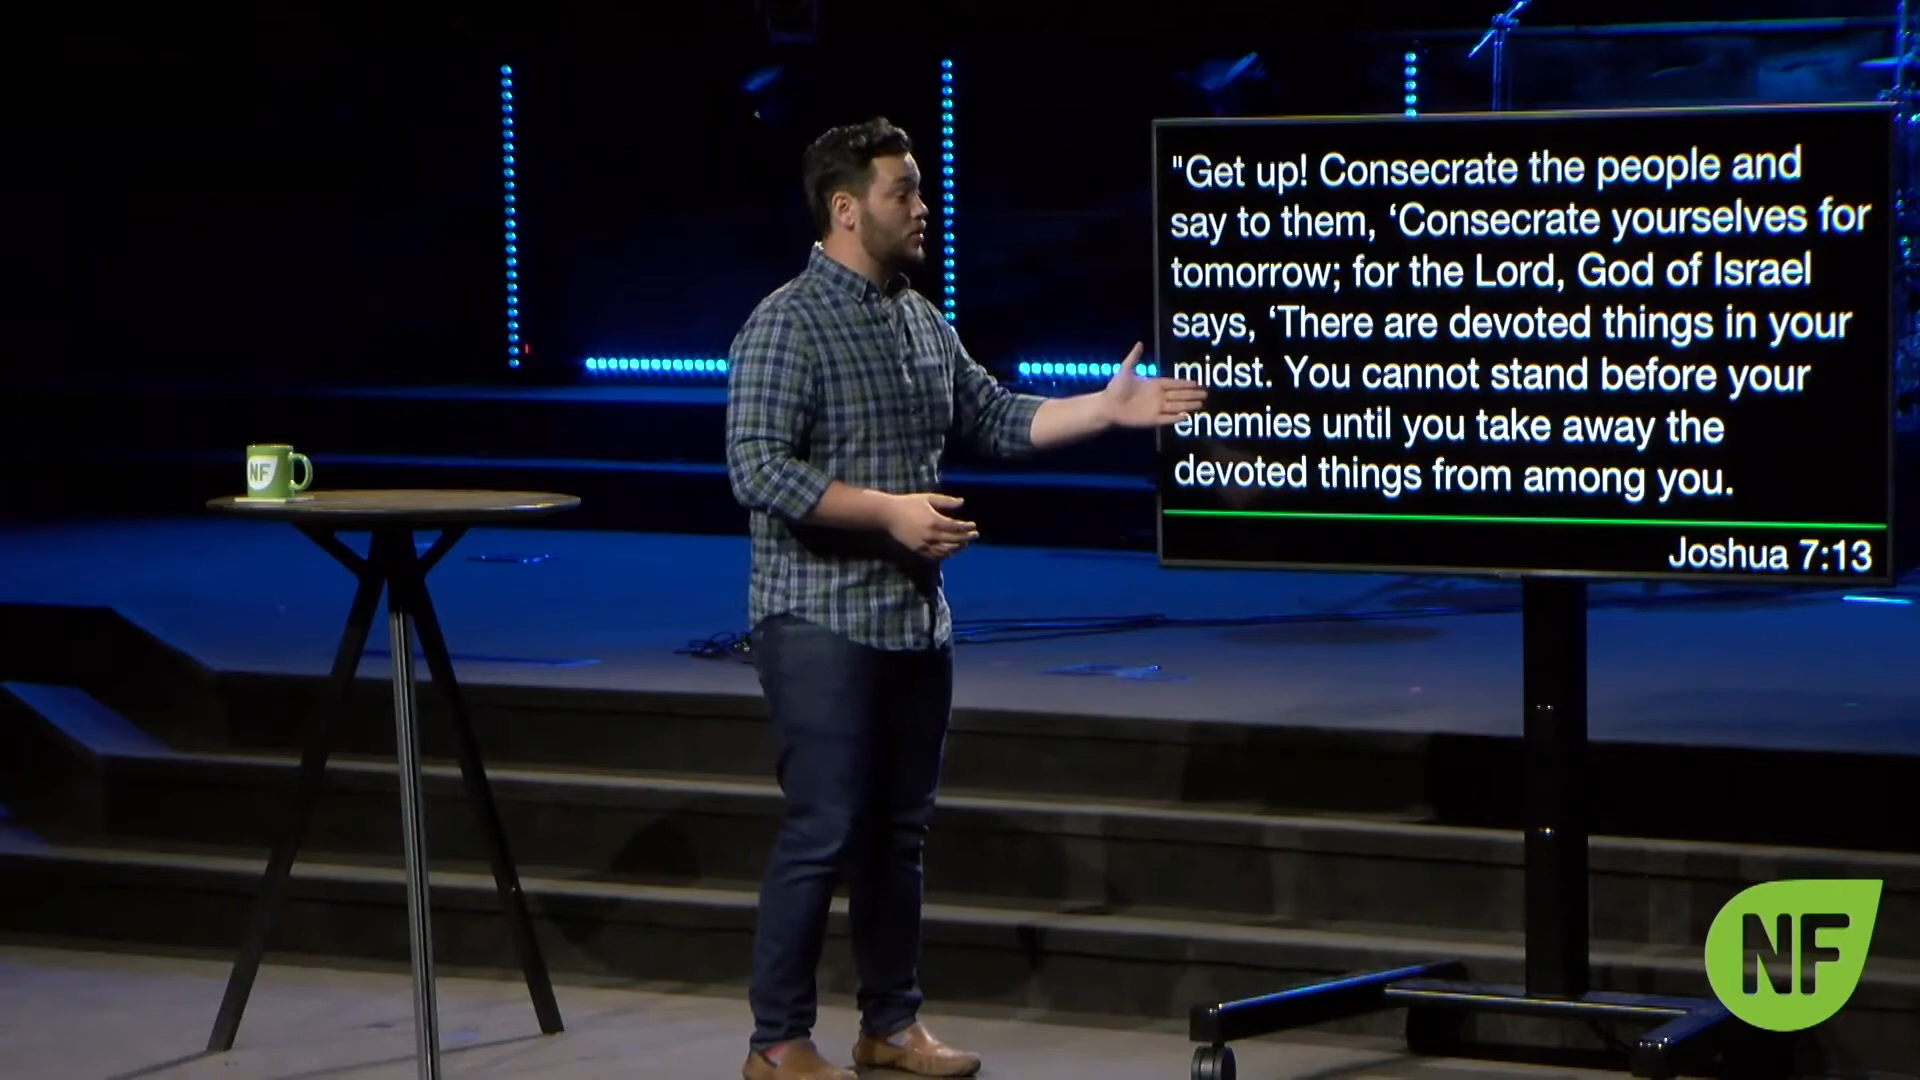 "Get up! Consecrate the people and
say to them, ‘Consecrate yourselves for
tomorrow; for the Lord, God of Israel
says, ‘There are devoted things in your
midst. You cannot stand before your
enemies until you take away the
devoted things from among you.
Joshua 7:13
NF
NF